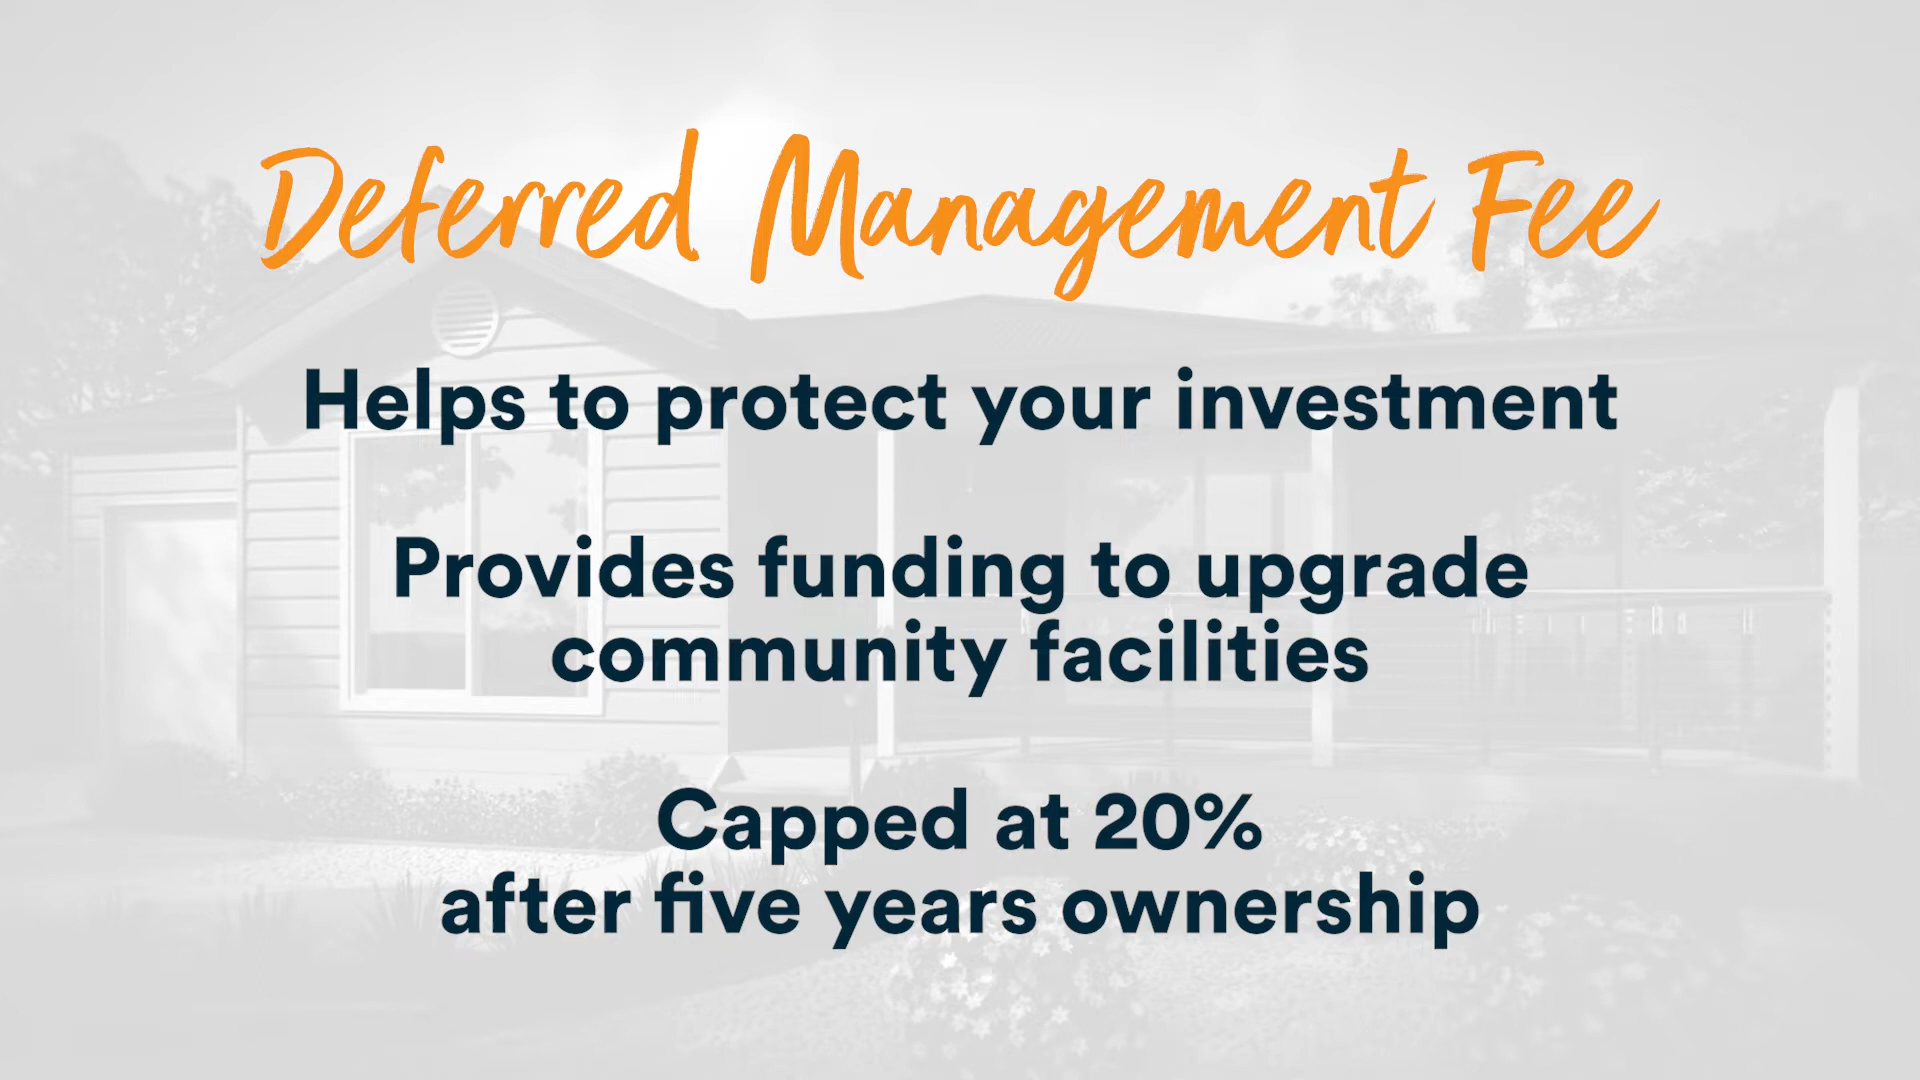 Deferred Management Fee
Helps to protect your investment
Provides funding to upgrade
community facilities
Capped at 20%
after five years ownership